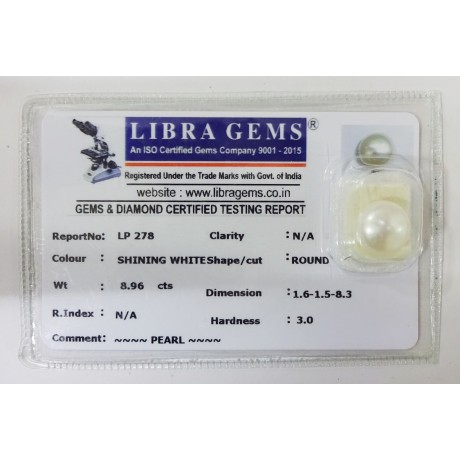 LIBRA GEMS®
An ISO Certified Gems Company 9001 - 2015
Registered Under the Trade Marks with Govt. of India
website : www.libragems.co.in
GEMS & DIAMOND CERTIFIED TESTING REPORT
ReportNo: LP 278 Clarity : N/A
Colour : SHINING WHITE Shape/cut : ROUND
Wt : 8.96 cts Dimension : 1.6-1.5-8.3
R.Index : N/A Hardness : 3.0
Comment: ~~~~ PEARL ~~~~